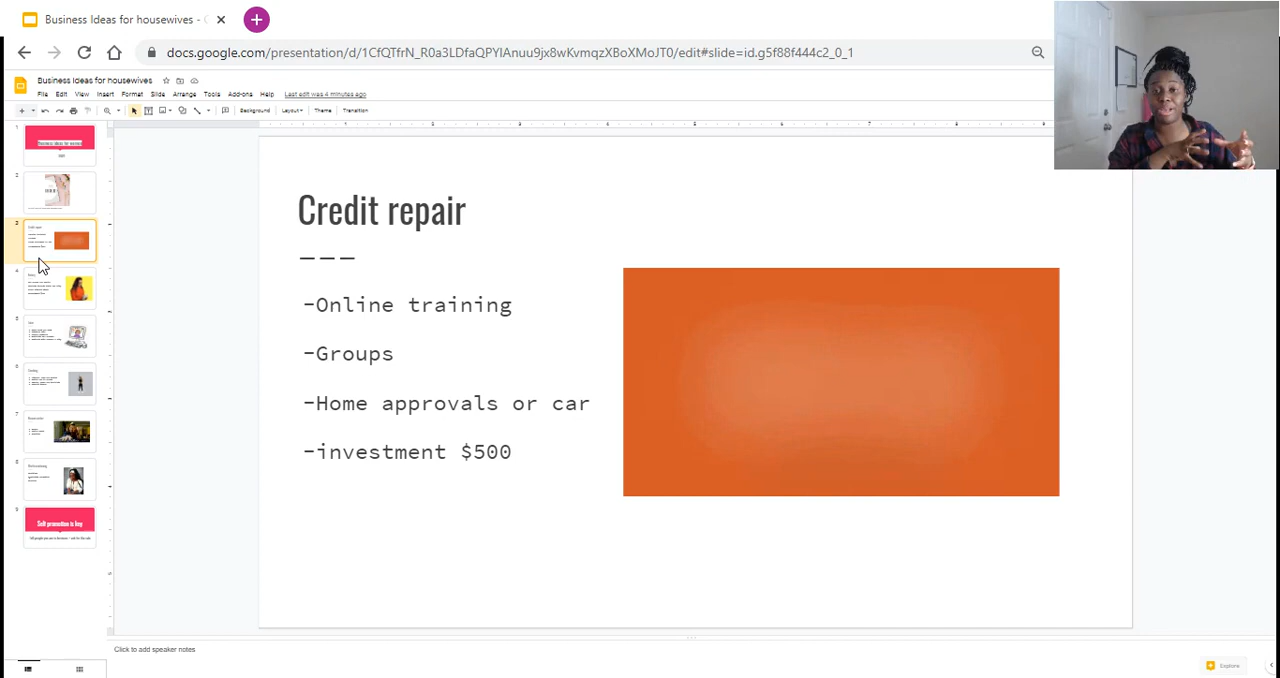 Business Ideas for housewives -
docs.google.com/presentation/d/1CfQTfrN_R0a3LDfaQPYlAnuu9jx8wKvmqzXBoXMoJT0/edit#slide=id.g5f88f444c2_0_1
Business Ideas for housewives
File Edit View Insert Format Slide Arrange Tools Add-ons Help Last edit was 4 minutes ago
Background Layout Theme Transition
Credit repair
-Online training
-Groups
-Home approvals or car
-investment $500
Self promotion is key
Click to add speaker notes
Explore